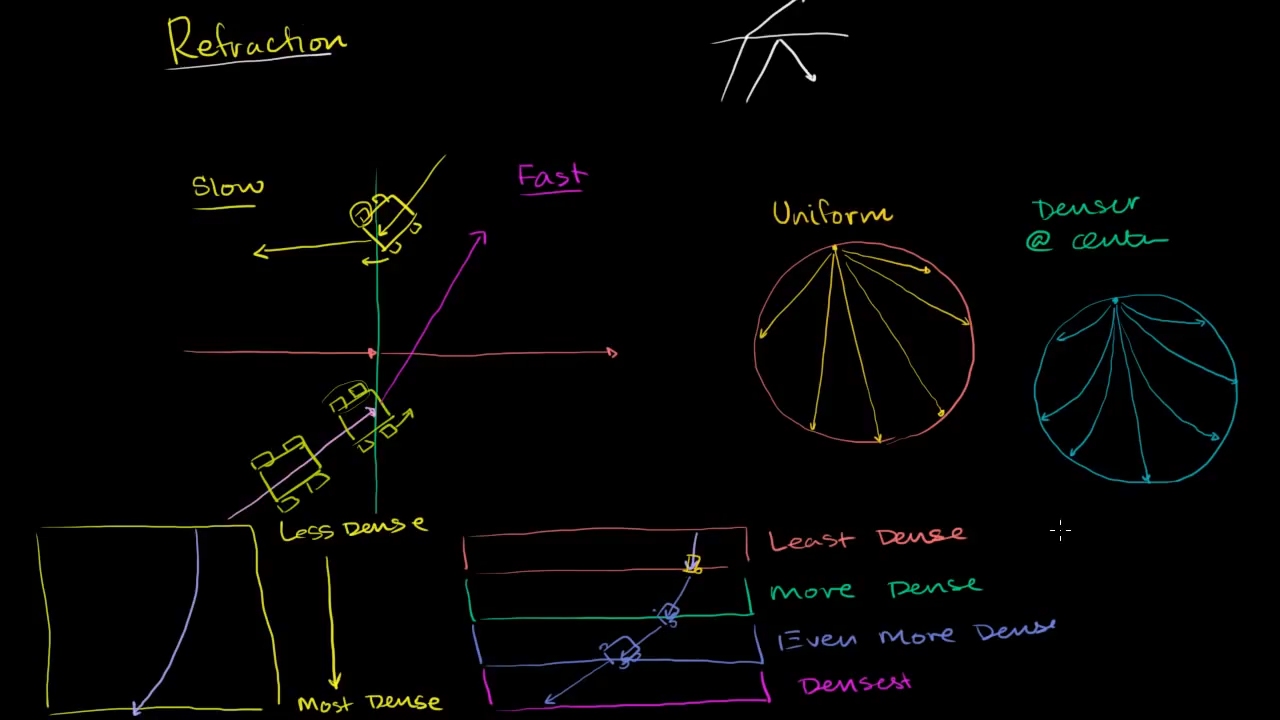 Refraction
Slow
Fast
Uniform
Denser
@ center
Less Dense
Most Dense
Least Dense
More Dense
Even More Dense
Densest